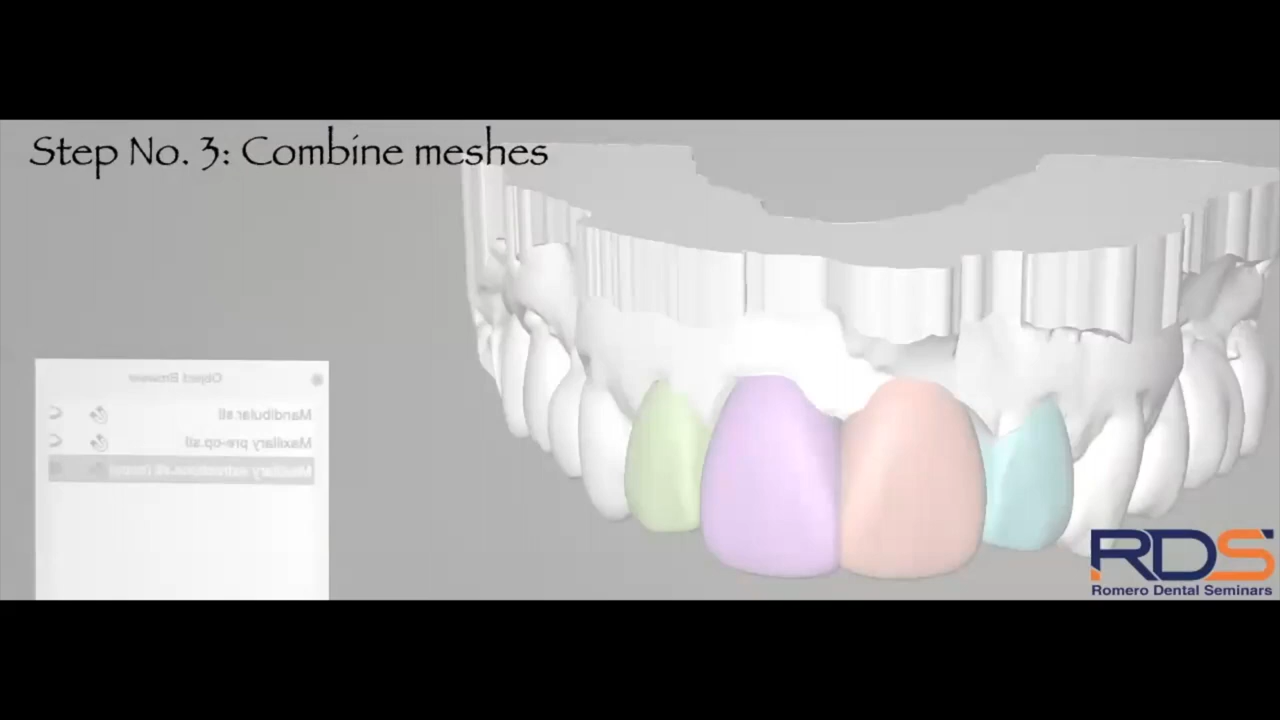 Step No. 3: Combine meshes
Object Browser
Mandibular.stl
Maxillary pre-op.stl
RDS
Romero Dental Seminars